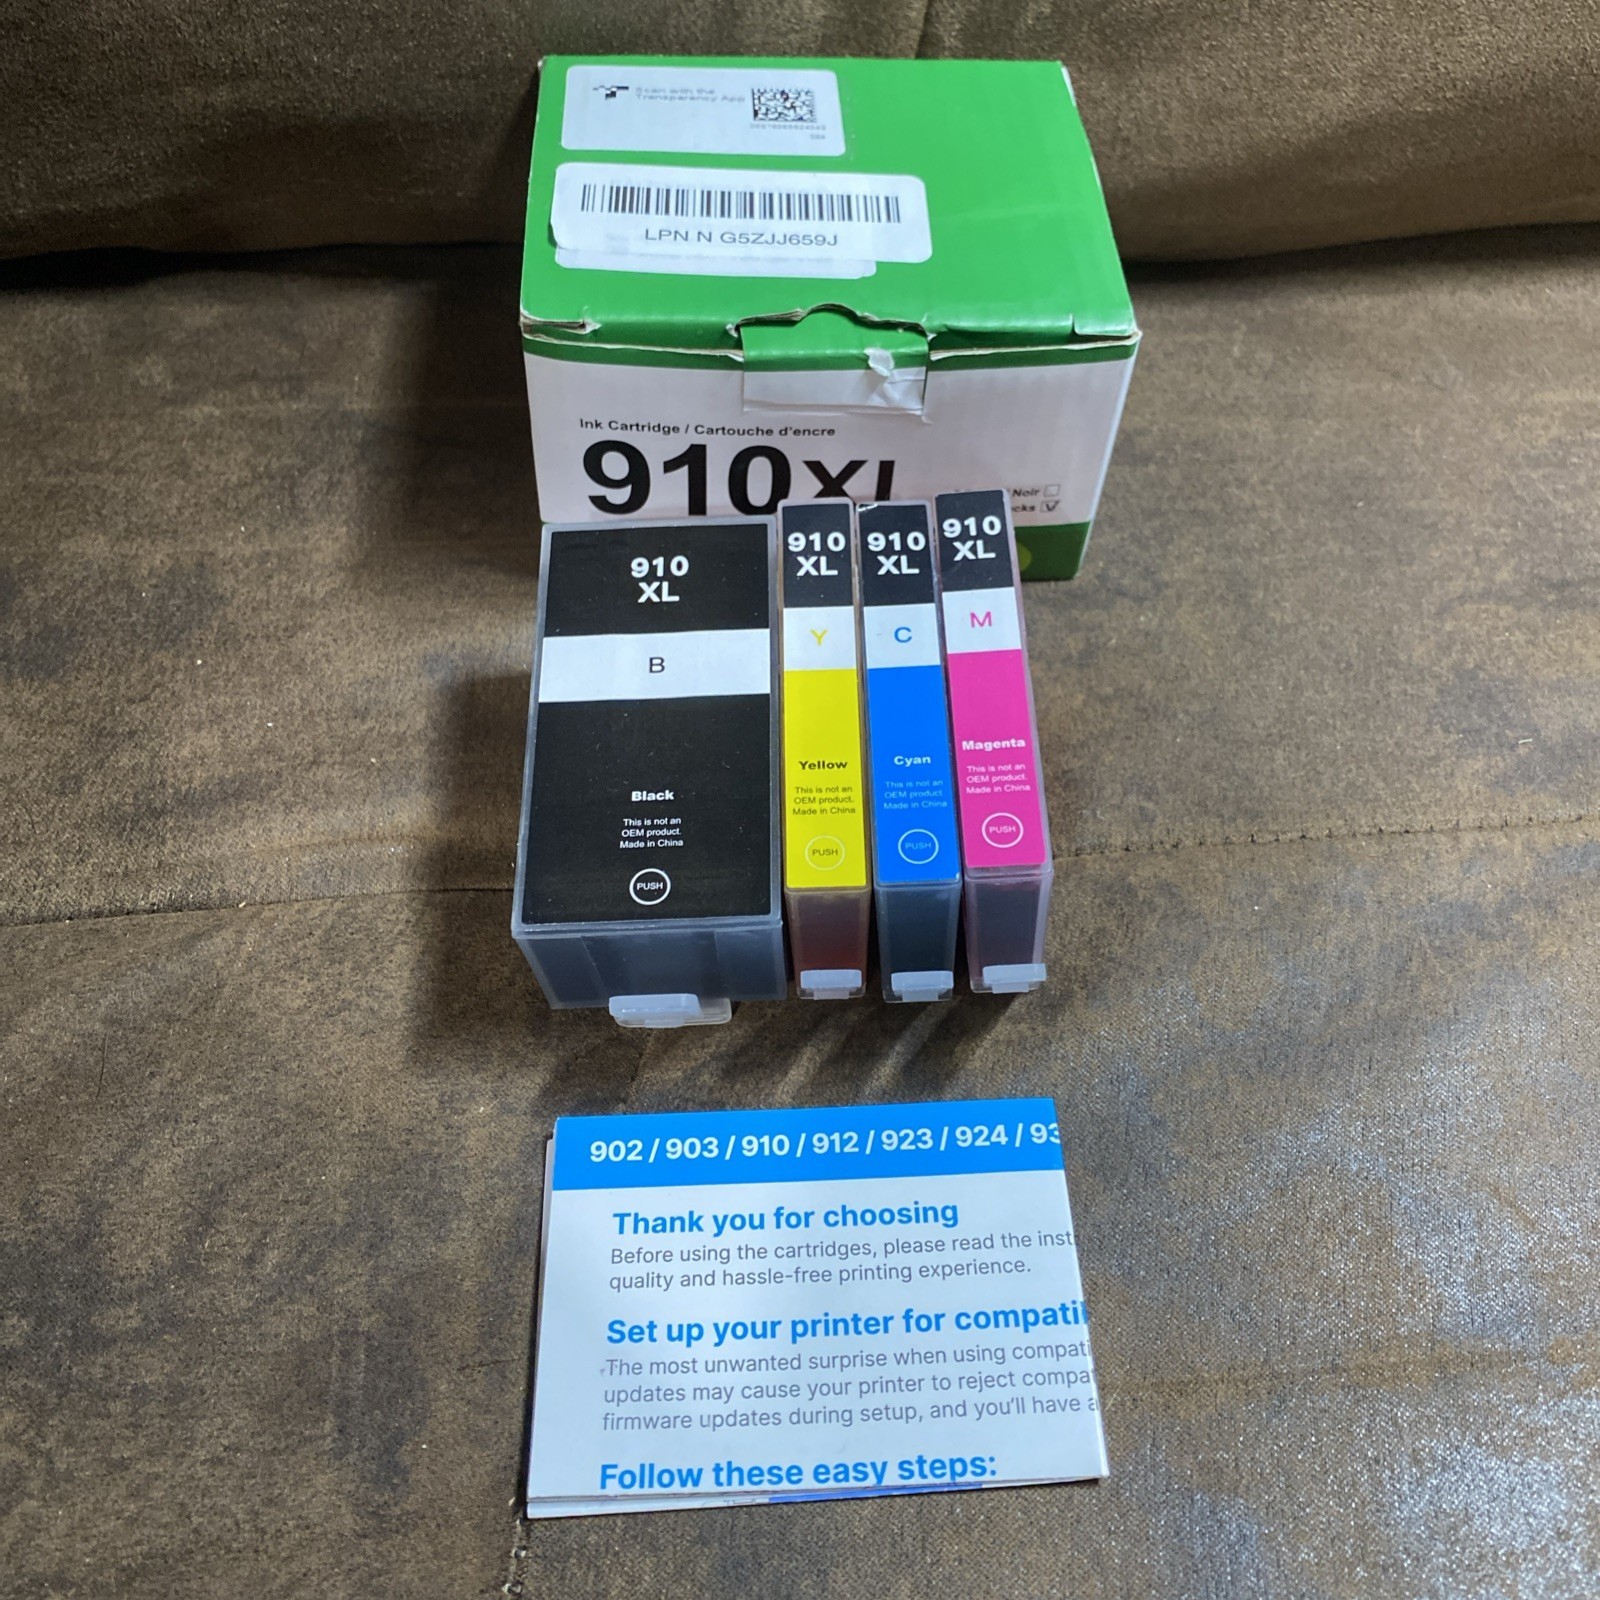 Scan with the
Transparency App
LPN N G5ZJJ659J
Ink Cartridge / Cartouche d'encre
910XL
Noir
910
XL
B
Black
This is not an
OEM product.
Made in China
PUSH
910
XL
Y
Yellow
This is not an
OEM product.
Made in China
PUSH
910
XL
C
Cyan
This is not an
OEM product.
Made in China
PUSH
910
XL
M
Magenta
This is not an
OEM product.
Made in China
PUSH
902 / 903 / 910 / 912 / 923 / 924 / 93
Thank you for choosing
Before using the cartridges, please read the inst
quality and hassle-free printing experience.
Set up your printer for compati
The most unwanted surprise when using compati
updates may cause your printer to reject compa
firmware updates during setup, and you'll have a
Follow these easy steps: